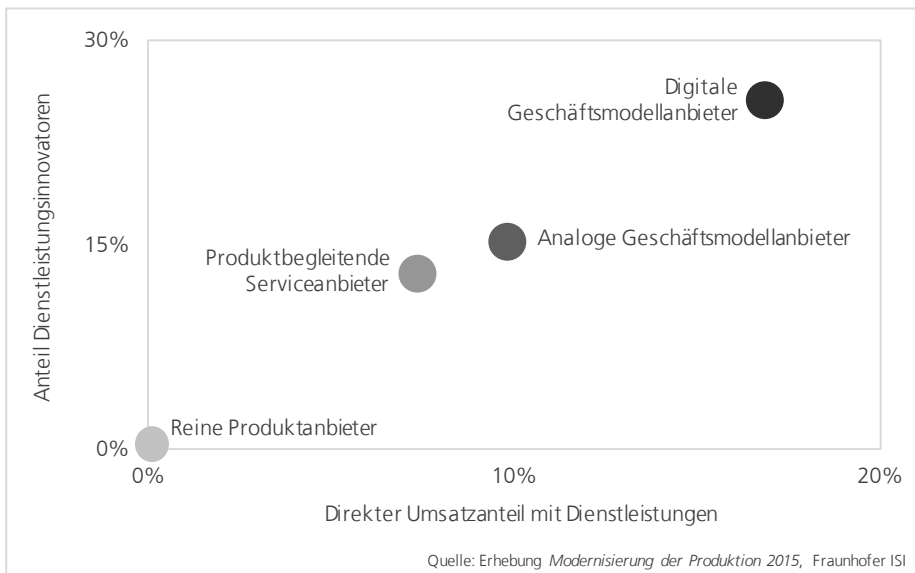 30%
Digitale
Geschäftsmodellanbieter
Anteil Dienstleistungsinnovatoren
15%
Analoge Geschäftsmodellanbieter
Produktbegleitende
Serviceanbieter
Reine Produktanbieter
0%
0%
10%
20%
Direkter Umsatzanteil mit Dienstleistungen
Quelle: Erhebung Modernisierung der Produktion 2015, Fraunhofer ISI